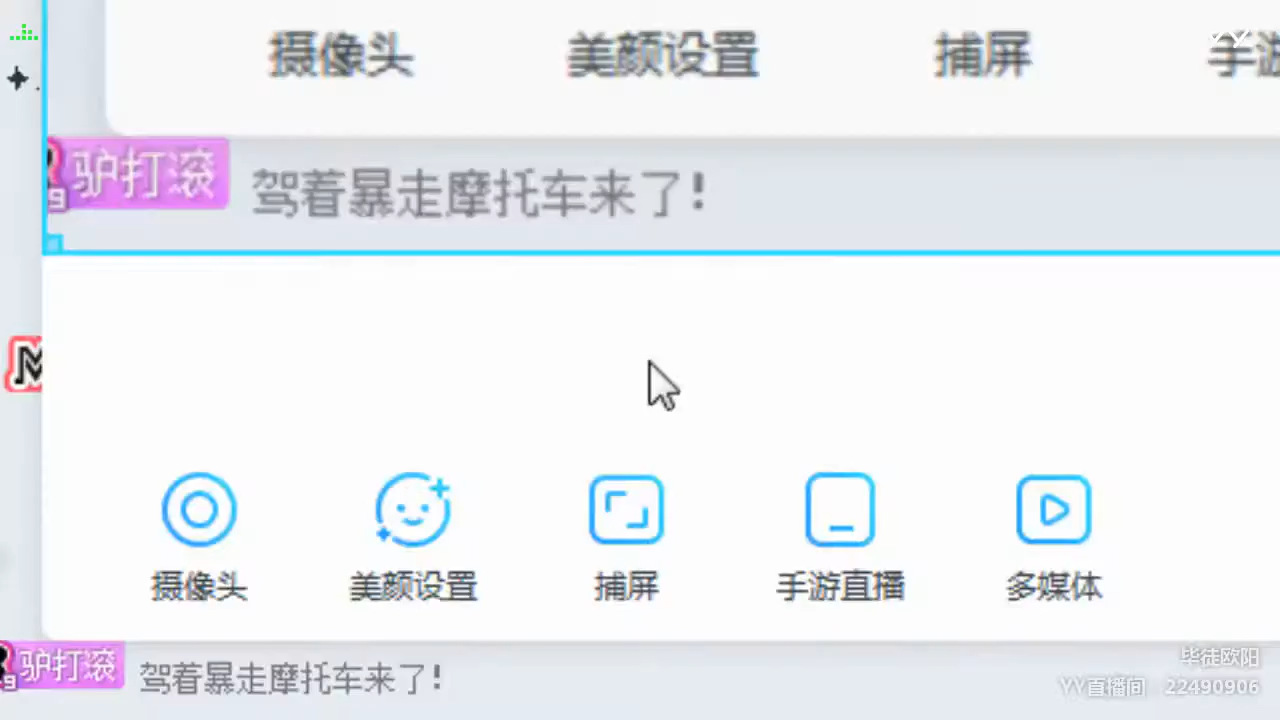 摄像头 美颜设置 捕屏 手游
驴打滚 驾着暴走摩托车来了!
M
摄像头 美颜设置 捕屏 手游直播 多媒体
驴打滚 驾着暴走摩托车来了!
毕徒欧阳
YY直播间 22490906